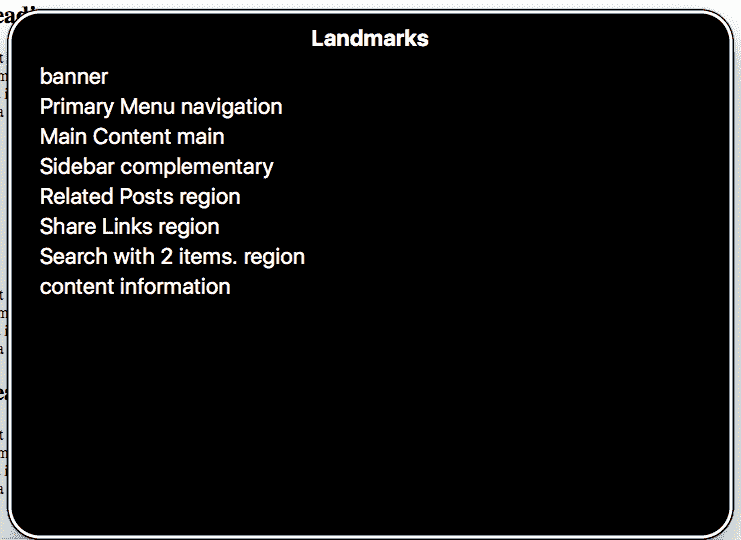 Landmarks
banner
Primary Menu navigation
Main Content main
Sidebar complementary
Related Posts region
Share Links region
Search with 2 items. region
content information